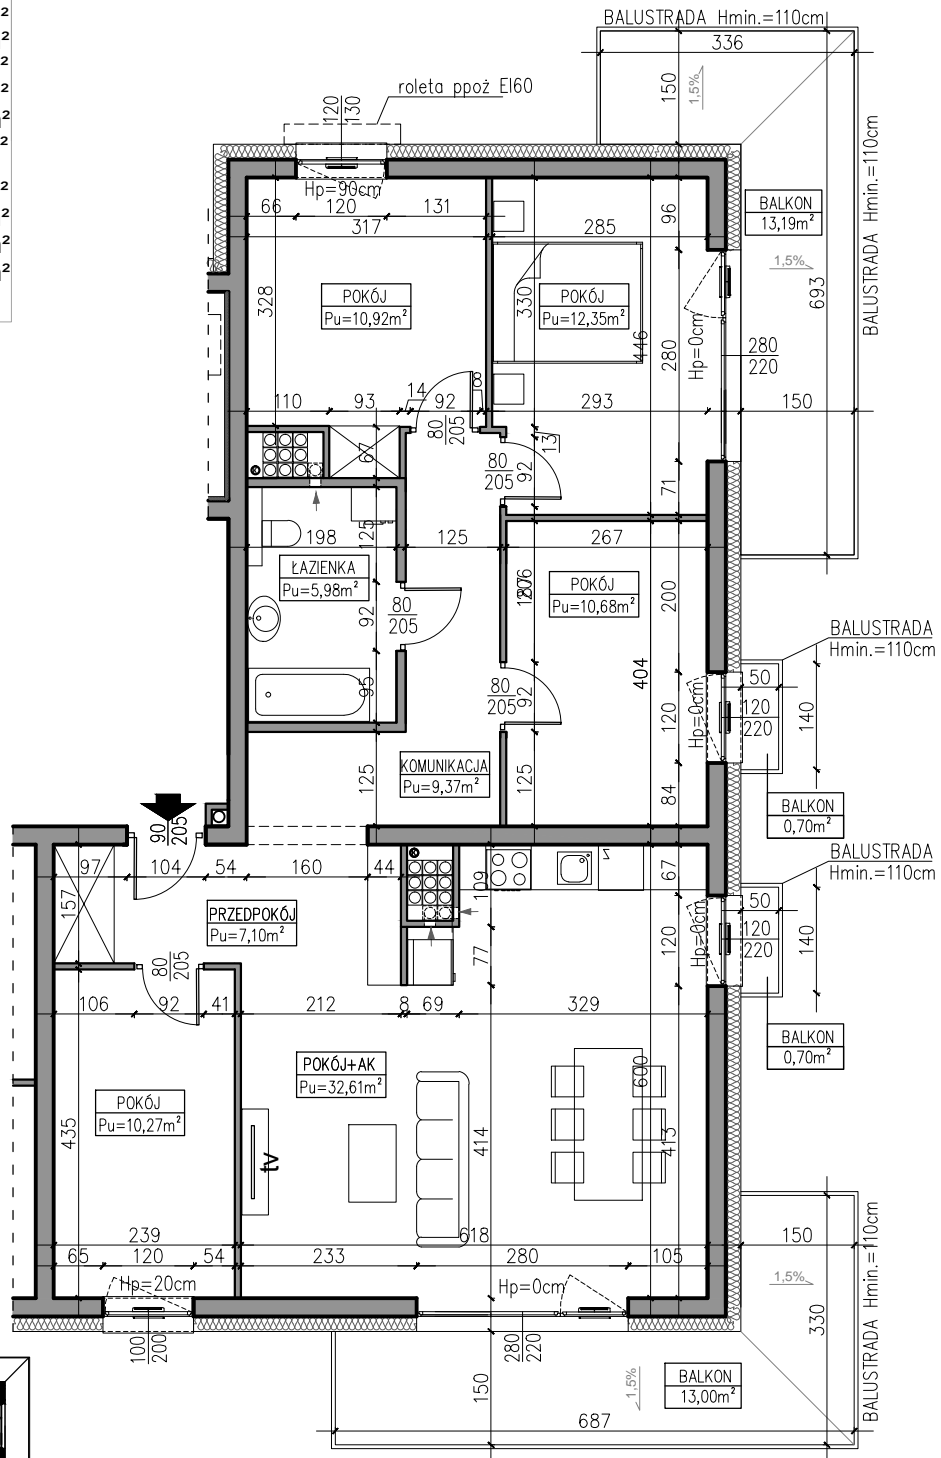 BALUSTRADA Hmin.=110cm
336
150
1,5%
roleta ppoż EI60
120
130
Hp=90cm
66
120
131
317
285
96
BALKON
13,19m²
BALUSTRADA Hmin.=110cm
1,5%
693
328
POKÓJ
Pu=10,92m²
330
POKÓJ
Pu=12,35m²
446
280
Hp=0cm
280
220
110
93
14
92
8
293
150
80
205
67
13
80
205
92
71
198
125
125
267
ŁAZIENKA
Pu=5,98m²
POKÓJ
Pu=10,68m²
200
92
80
205
BALUSTRADA
Hmin.=110cm
95
80
205
92
404
Hp=0cm
120
50
120
220
140
125
KOMUNIKACJA
Pu=9,37m²
125
84
BALKON
0,70m²
90
205
97
104
54
160
44
67
BALUSTRADA
Hmin.=110cm
157
109
PRZEDPOKÓJ
Pu=7,10m²
50
120
220
140
Hp=0cm
120
77
80
205
106
92
41
212
8
69
329
BALKON
0,70m²
POKÓJ+AK
Pu=32,61m²
600
POKÓJ
Pu=10,27m²
435
414
413
tv
239
618
150
65
120
54
233
280
105
Hp=20cm
Hp=0cm
1,5%
330
BALUSTRADA Hmin.=110cm
100
200
280
220
150
1,5%
BALKON
13,00m²
687